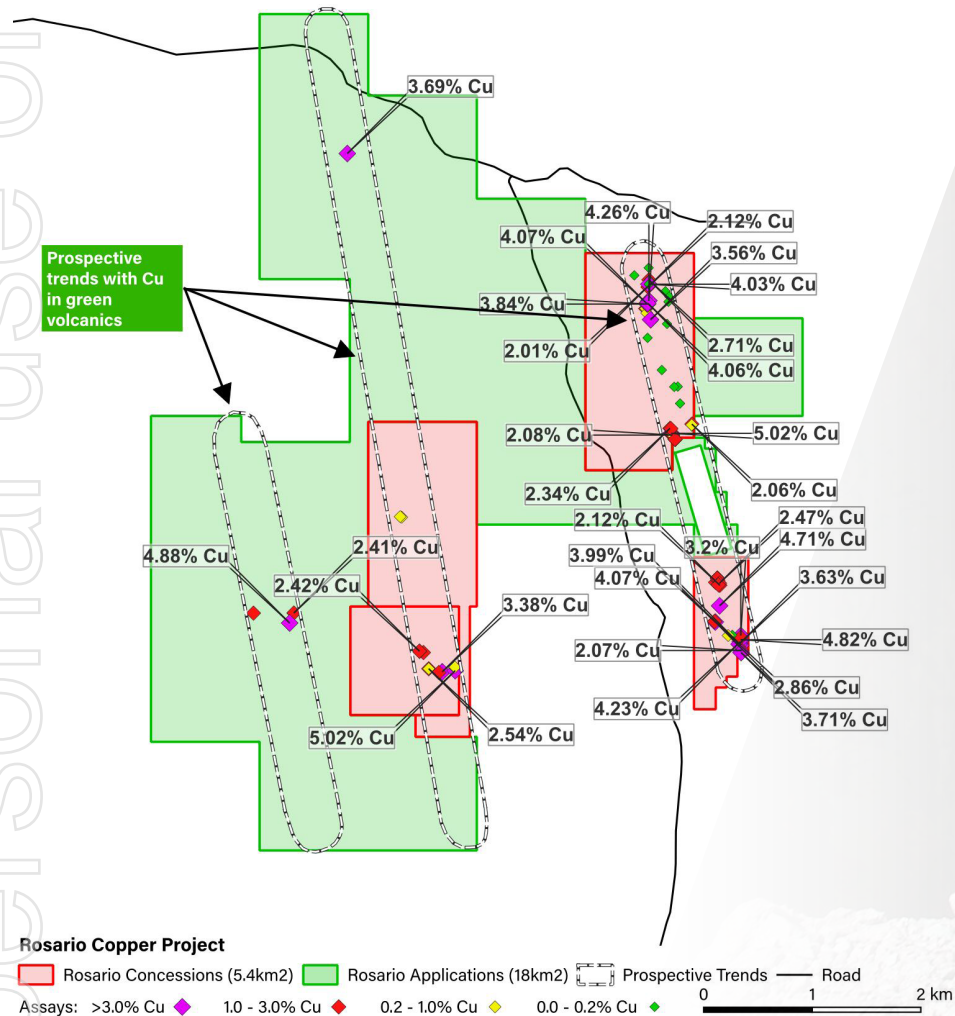 3.69% Cu
4.26% Cu
2.12% Cu
4.07% Cu
3.56% Cu
Prospective
trends with Cu
in green
volcanics
4.03% Cu
3.84% Cu
2.71% Cu
2.01% Cu
4.06% Cu
2.08% Cu
5.02% Cu
2.34% Cu
2.06% Cu
2.12% Cu
2.47% Cu
4.71% Cu
3.2% Cu
4.88% Cu
2.41% Cu
3.99% Cu
2.42% Cu
4.07% Cu
3.63% Cu
3.38% Cu
4.82% Cu
2.07% Cu
2.86% Cu
4.23% Cu
3.71% Cu
5.02% Cu
2.54% Cu
Rosario Copper Project
Rosario Concessions (5.4km2) Rosario Applications (18km2) Prospective Trends Road
Assays: >3.0% Cu 1.0 - 3.0% Cu 0.2 - 1.0% Cu 0.0 - 0.2% Cu
0 1 2 km